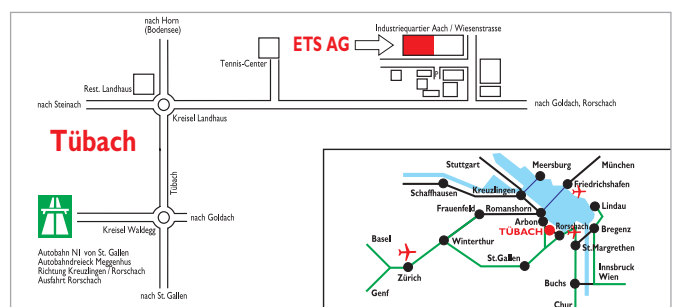 nach Horn
(Bodensee)
ETS AG
Industriequartier Aach / Wiesenstrasse
Tennis-Center
P
Rest. Landhaus
nach Steinach
nach Goldach, Rorschach
Kreisel Landhaus
Tübach
Tübach
nach Goldach
Kreisel Waldegg
Autobahn N1 von St. Gallen
Autobahndreieck Meggenhus
Richtung Kreuzlingen / Rorschach
Ausfahrt Rorschach
nach St. Gallen
Stuttgart
Meersburg
München
Schaffhausen
Kreuzlingen
Friedrichshafen
Frauenfeld
Romanshorn
Lindau
Arbon
TÜBACH
Rorschach
Bregenz
Basel
Winterthur
St.Gallen
St.Margrethen
Zürich
Genf
Buchs
Innsbruck
Wien
Chur